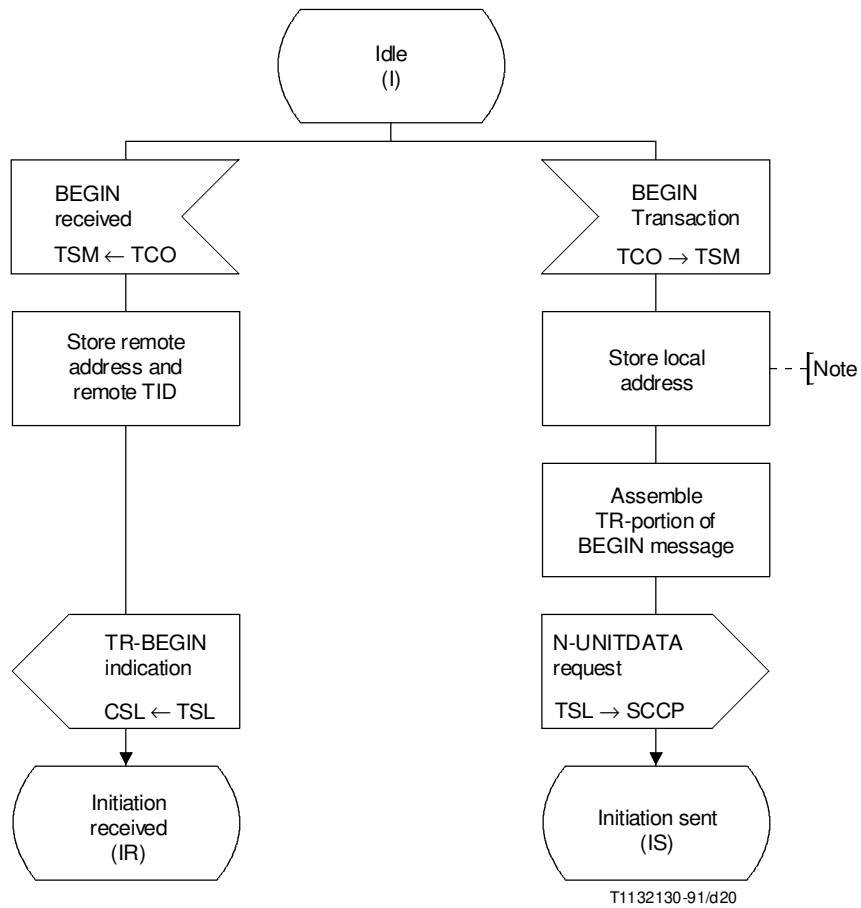 Idle
(I)
BEGIN
received
TSM ← TCO
BEGIN
Transaction
TCO → TSM
Store remote
address and
remote TID
Store local
address
Note
Assemble
TR-portion of
BEGIN message
TR-BEGIN
indication
CSL ← TSL
N-UNITDATA
request
TSL → SCCP
Initiation
received
(IR)
Initiation sent
(IS)
T1132130-91/d20